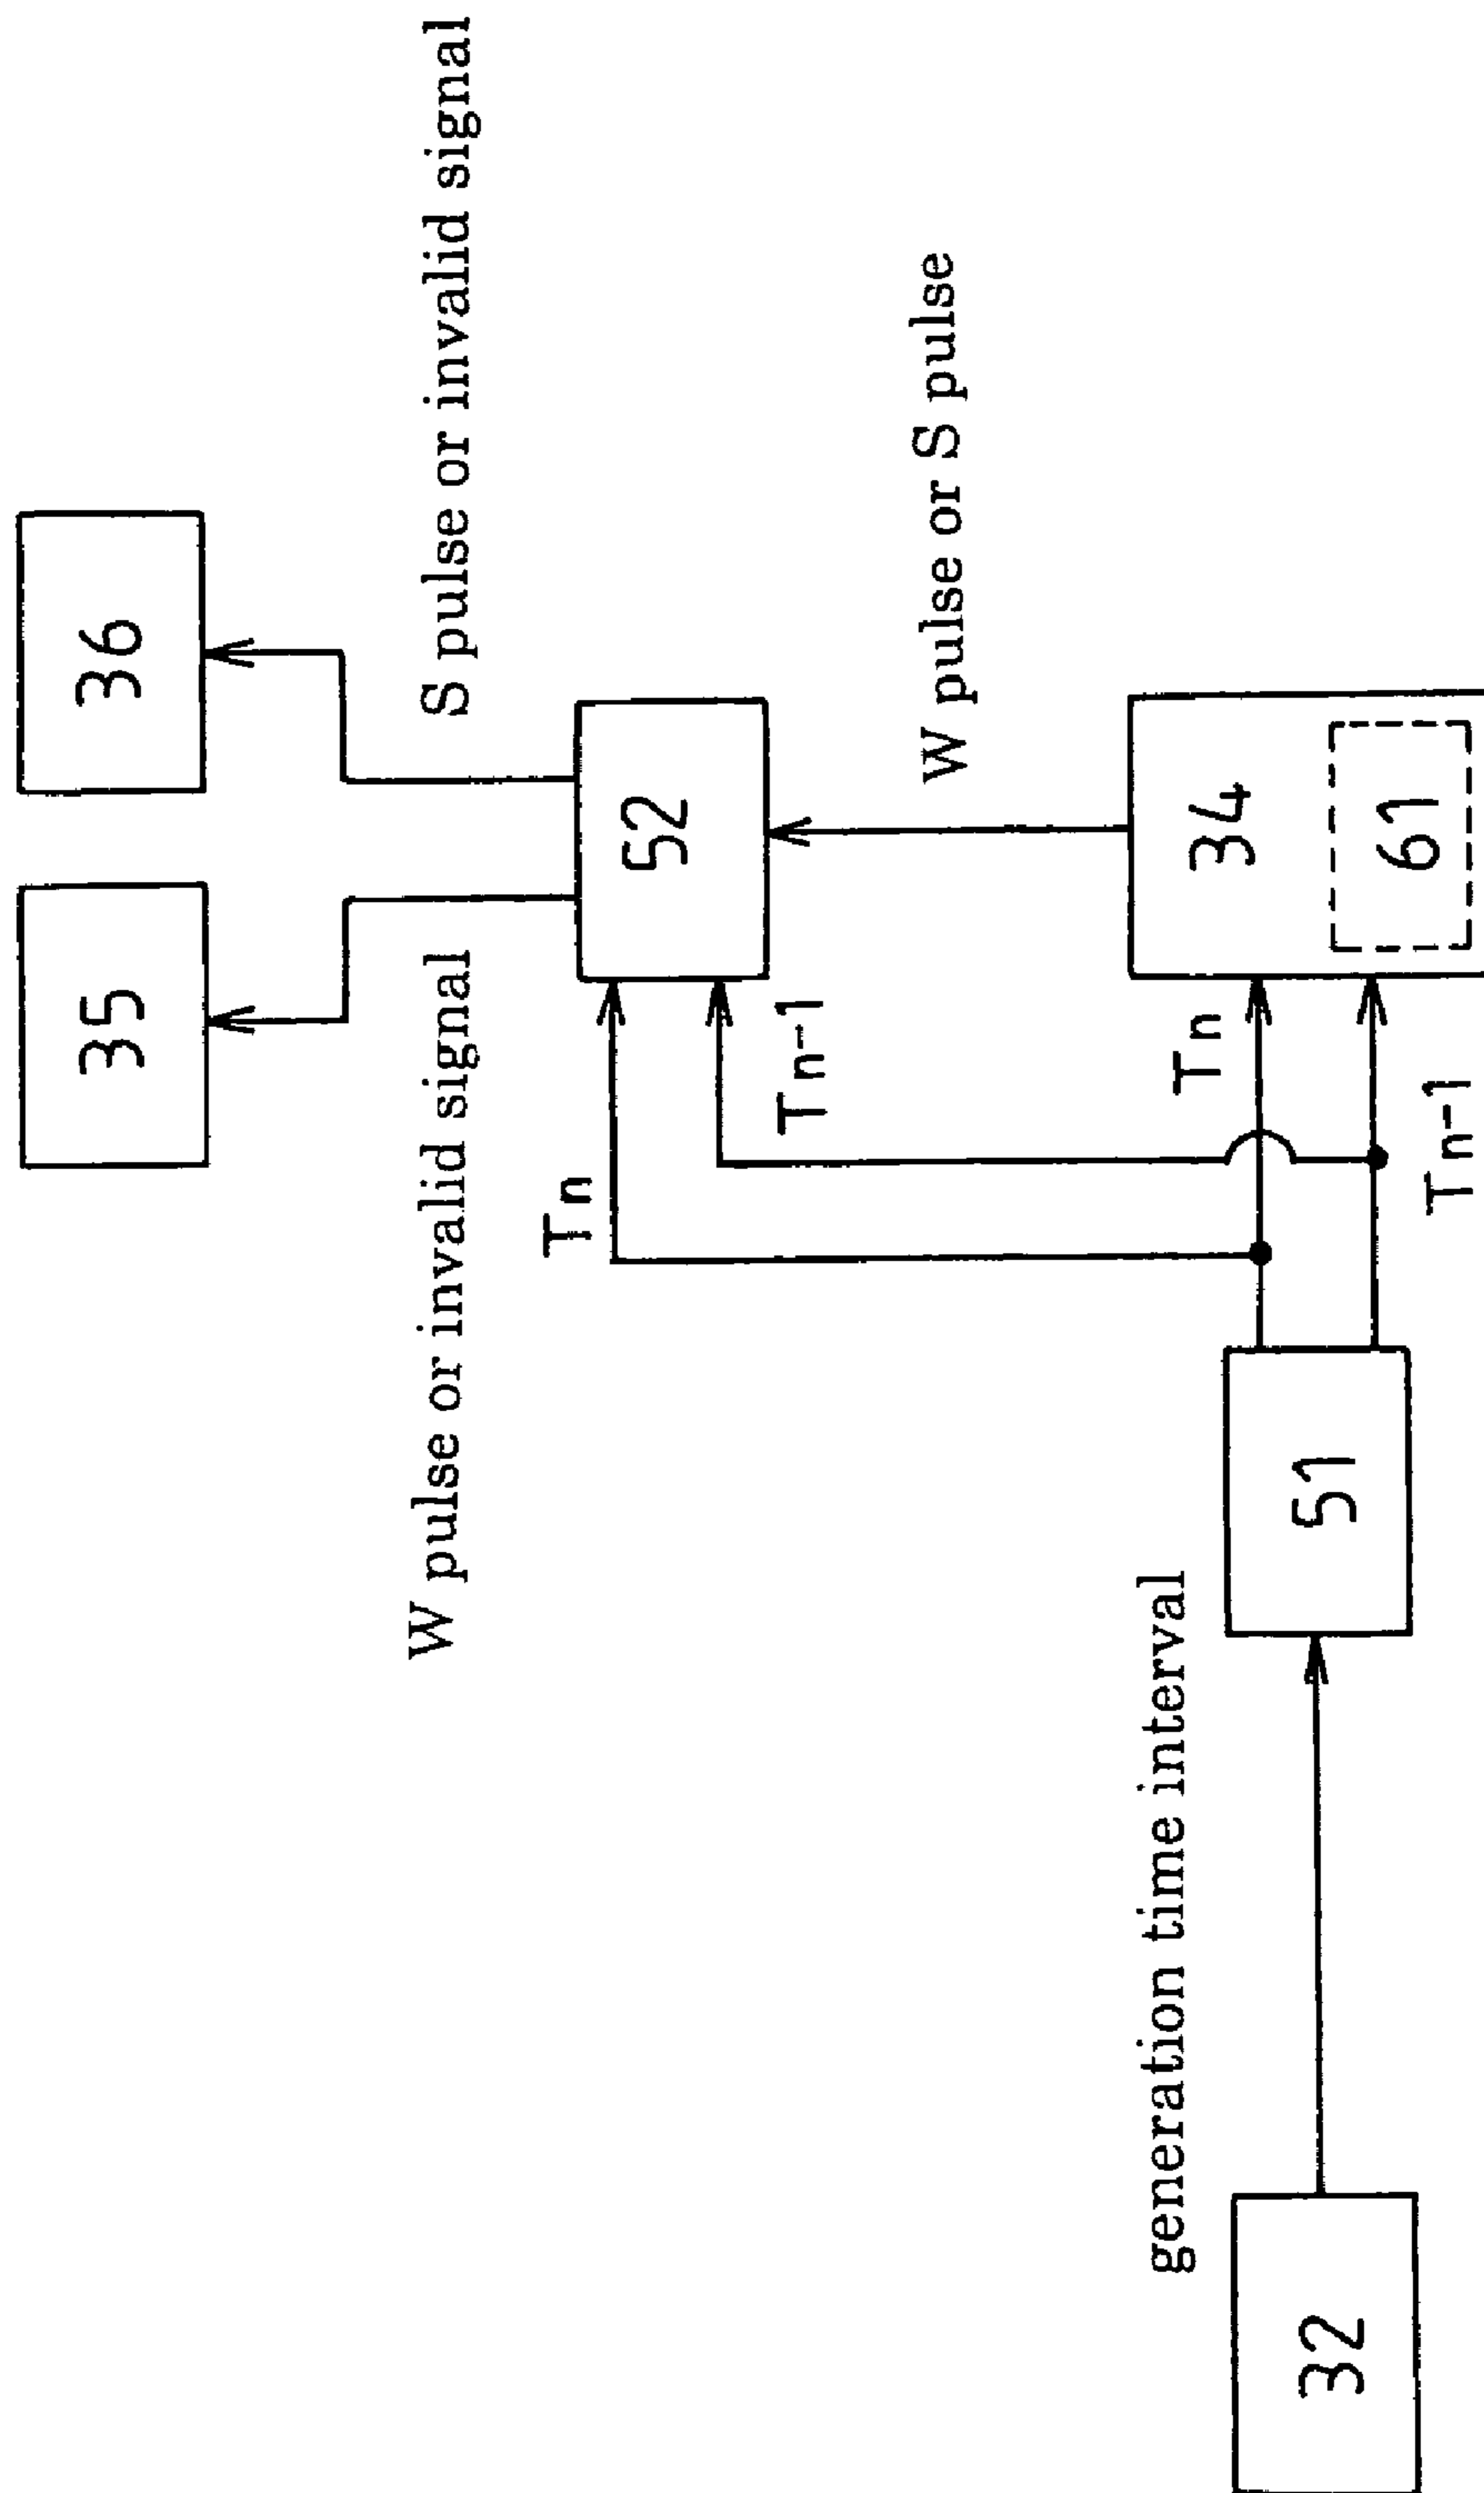 36
S pulse or invalid signal
35
W pulse or invalid signal
52
W pulse or S pulse
Tn
Tn-1
34
61
Tn
Tn-1
51
generation time interval
32